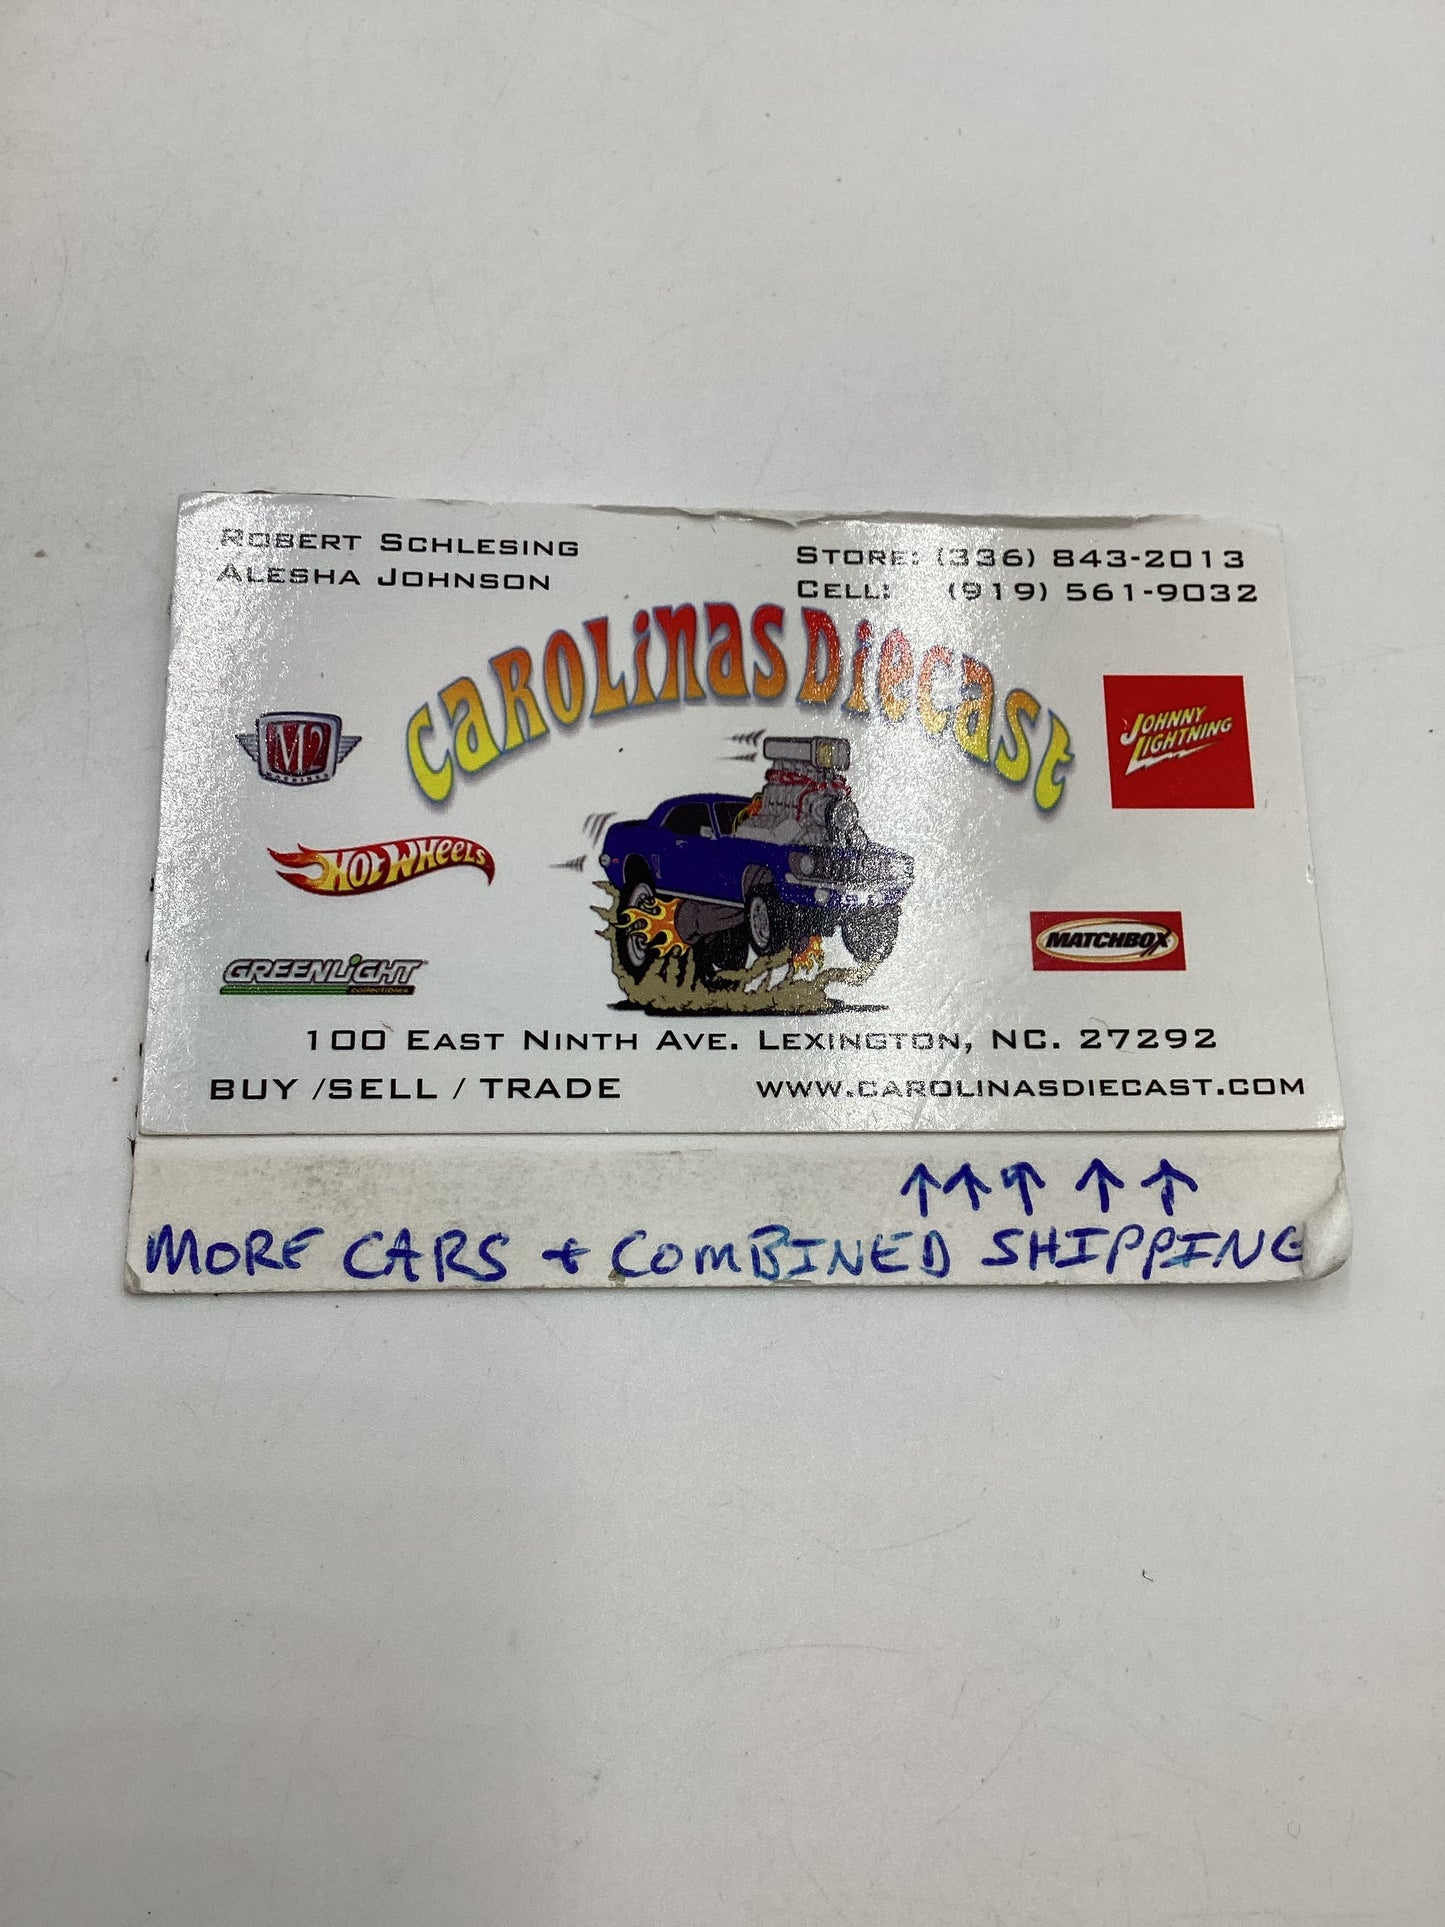 ROBERT SCHLESING
ALESHA JOHNSON
STORE: (336) 843-2013
CELL: (919) 561-9032
CAROLINAS DIECAST
M2
MACHINES
JOHNNY
LIGHTNING
HOT WHEELS
MATCHBOX
GREENLIGHT
collectibles
100 EAST NINTH AVE. LEXINGTON, NC. 27292
BUY /SELL / TRADE
WWW.CAROLINASDIECAST.COM
↑↑↑ ↑ ↑
MORE CARS + COMBINED SHIPPING